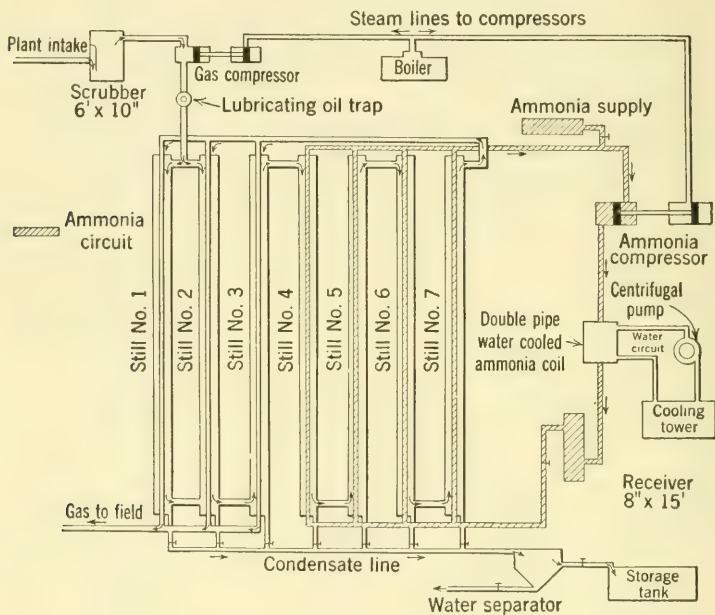 Steam lines to compressors
Plant intake
Scrubber
6' x 10"
Gas compressor
Boiler
Lubricating oil trap
Ammonia supply
Ammonia
circuit
Ammonia
compressor
Still No. 1
Still No. 2
Still No. 3
Still No. 4
Still No. 5
Still No. 6
Still No. 7
Double pipe
water cooled
ammonia coil
Centrifugal
pump
Water
circuit
Cooling
tower
Receiver
8" x 15'
Gas to field
Condensate line
Water separator
Storage
tank